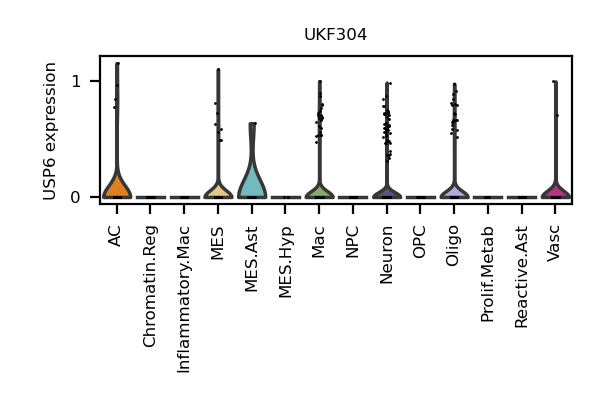 UKF304
USP6 expression
1
0
AC
Chromatin.Reg
Inflammatory.Mac
MES
MES.Ast
MES.Hyp
Mac
NPC
Neuron
OPC
Oligo
Prolif.Metab
Reactive.Ast
Vasc